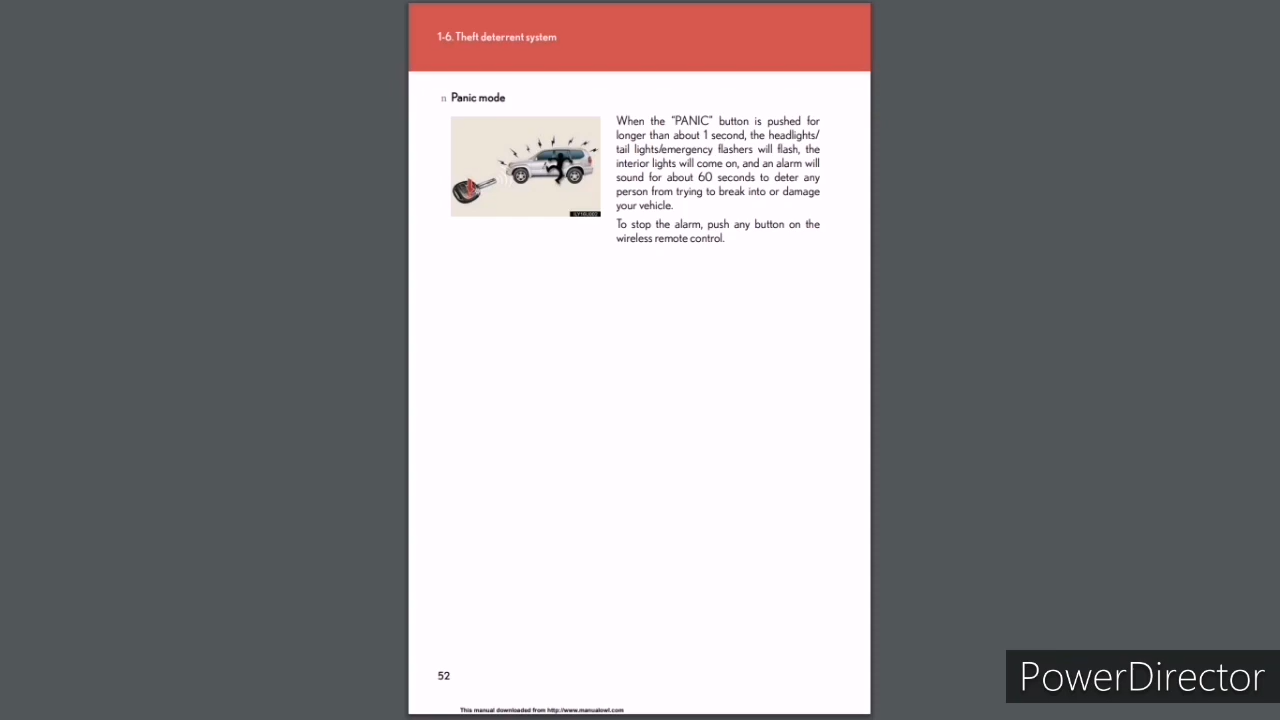 1-6. Theft deterrent system
n Panic mode
When the "PANIC" button is pushed for
longer than about 1 second, the headlights/
tail lights/emergency flashers will flash, the
interior lights will come on, and an alarm will
sound for about 60 seconds to deter any
person from trying to break into or damage
your vehicle.
To stop the alarm, push any button on the
wireless remote control.
52
This manual downloaded from http://www.manualowl.com
PowerDirector